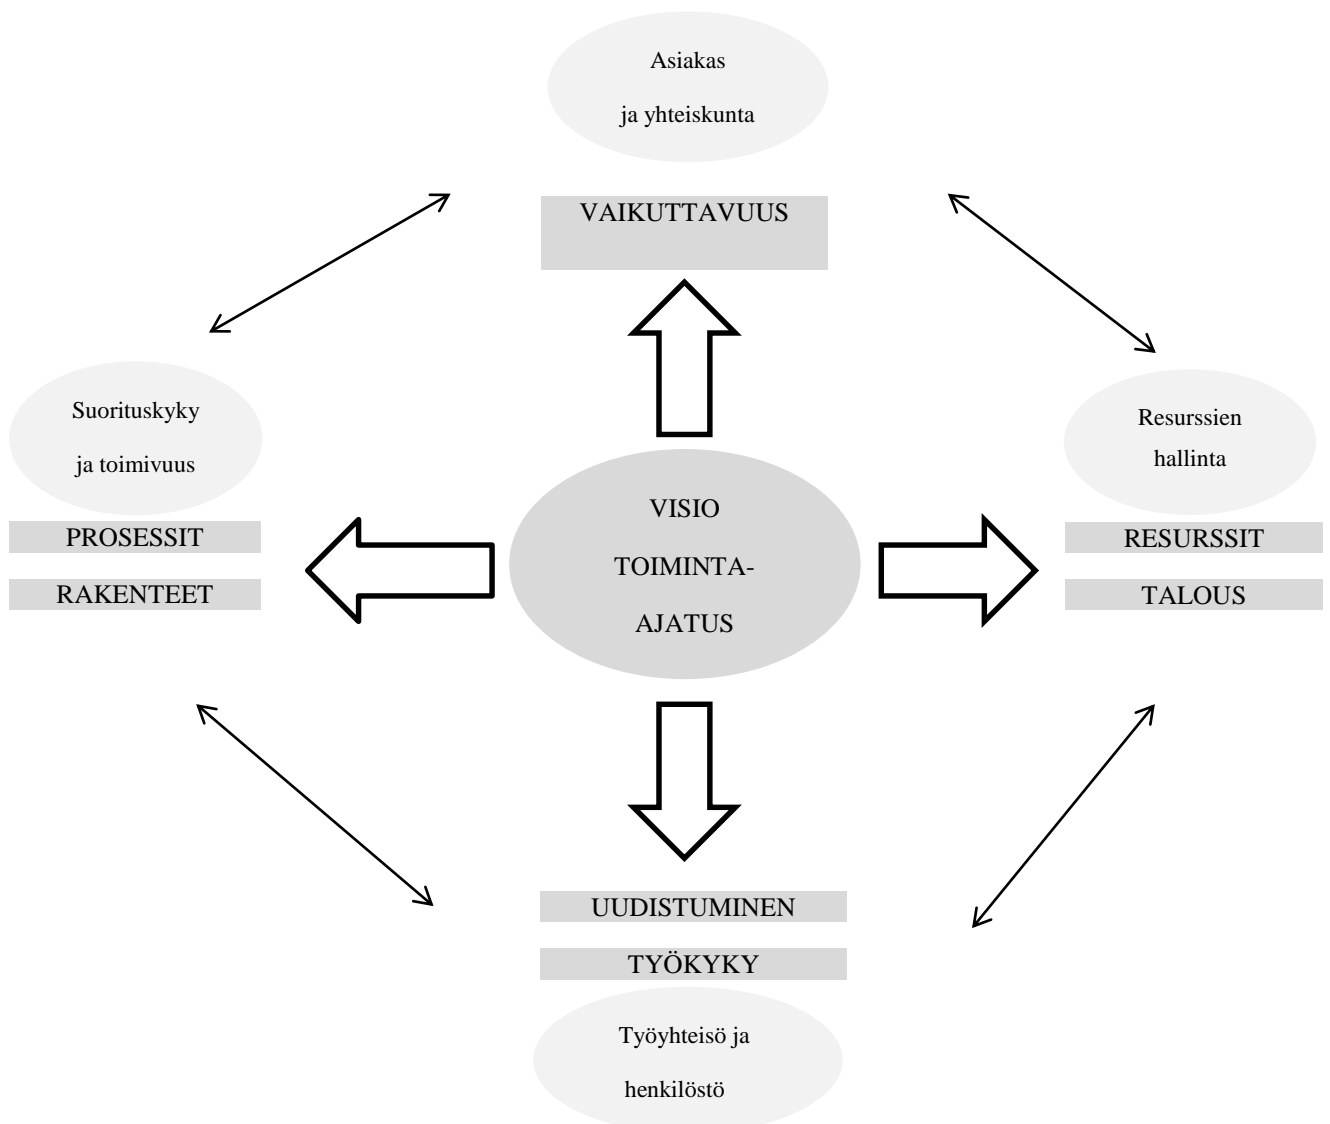 Asiakas
ja yhteiskunta
VAIKUTTAVUUS
Suorituskyky
ja toimivuus
PROSESSIT
RAKENTEET
VISIO
TOIMINTA-
AJATUS
Resurssien
hallinta
RESURSSIT
TALOUS
UUDISTUMINEN
TYÖKYKY
Työyhteisö ja
henkilöstö